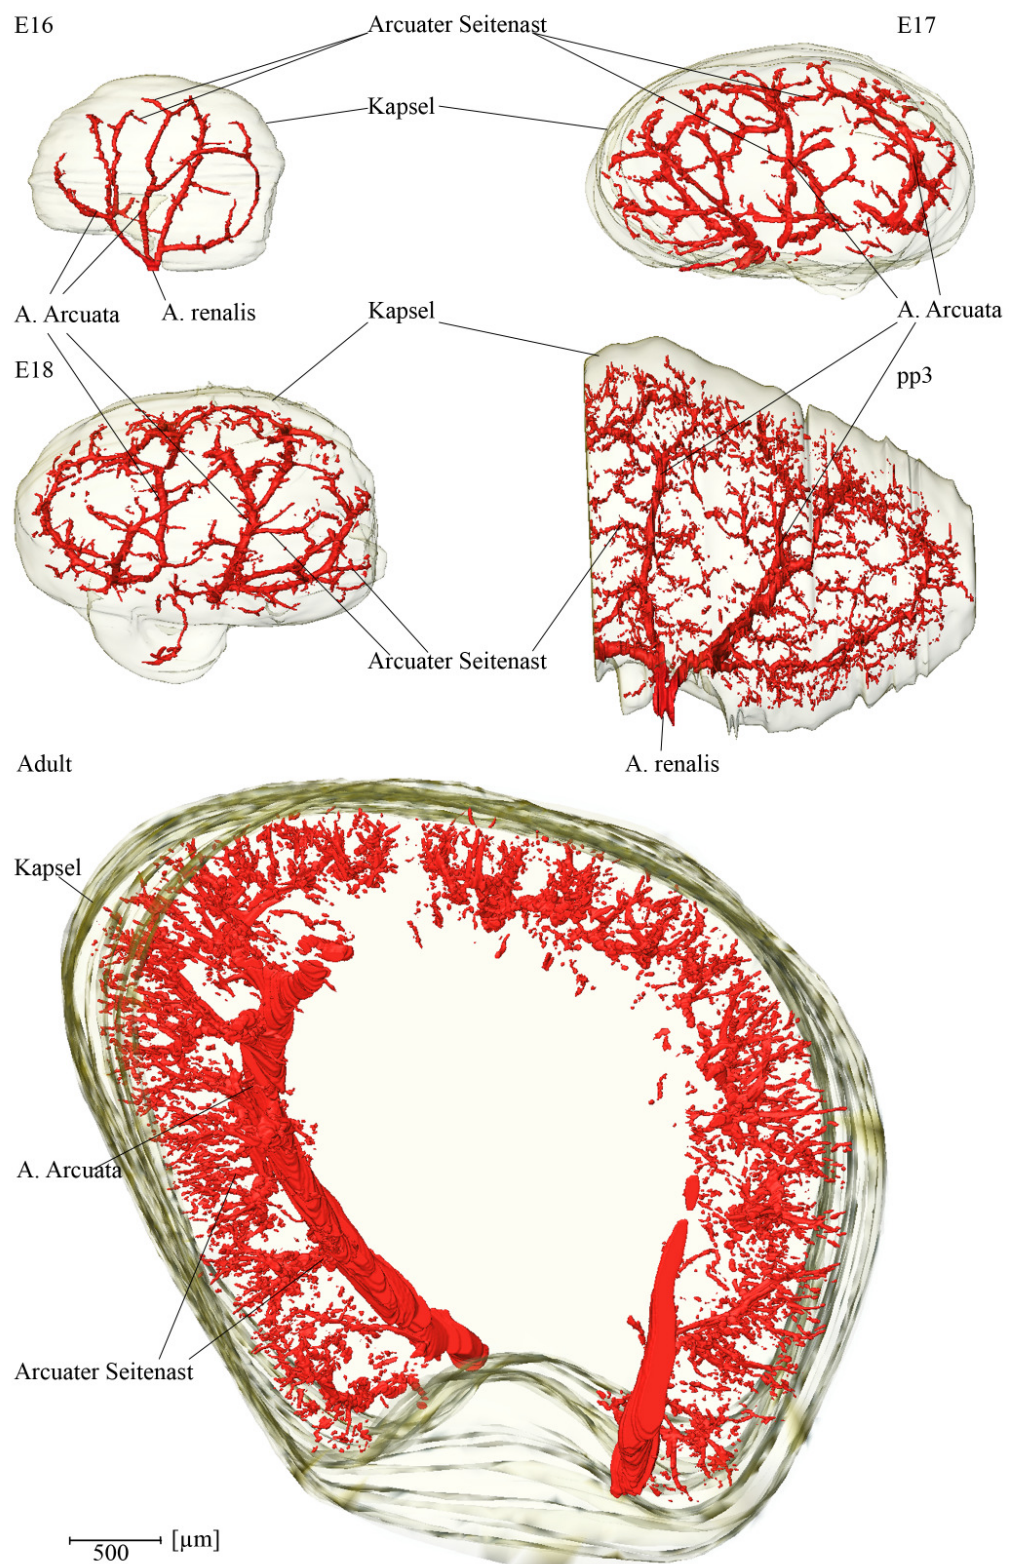 E16
Arcuater Seitenast
E17
Kapsel
A. Arcuata
A. renalis
Kapsel
A. Arcuata
E18
pp3
Arcuater Seitenast
A. renalis
Adult
Kapsel
A. Arcuata
Arcuater Seitenast
500 [µm]